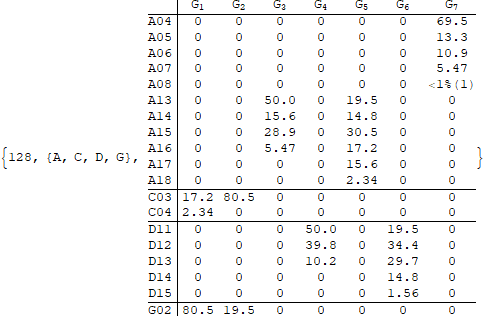 G₁ G₂ G₃ G₄ G₅ G₆ G₇
A04 0 0 0 0 0 0 69.5
A05 0 0 0 0 0 0 13.3
A06 0 0 0 0 0 0 10.9
A07 0 0 0 0 0 0 5.47
A08 0 0 0 0 0 0 <1%(1)
A13 0 0 50.0 0 19.5 0 0
A14 0 0 15.6 0 14.8 0 0
A15 0 0 28.9 0 30.5 0 0
{128, {A, C, D, G}, A16 0 0 5.47 0 17.2 0 0 }
A17 0 0 0 0 15.6 0 0
A18 0 0 0 0 2.34 0 0
C03 17.2 80.5 0 0 0 0 0
C04 2.34 0 0 0 0 0 0
D11 0 0 0 50.0 0 19.5 0
D12 0 0 0 39.8 0 34.4 0
D13 0 0 0 10.2 0 29.7 0
D14 0 0 0 0 0 14.8 0
D15 0 0 0 0 0 1.56 0
G02 80.5 19.5 0 0 0 0 0